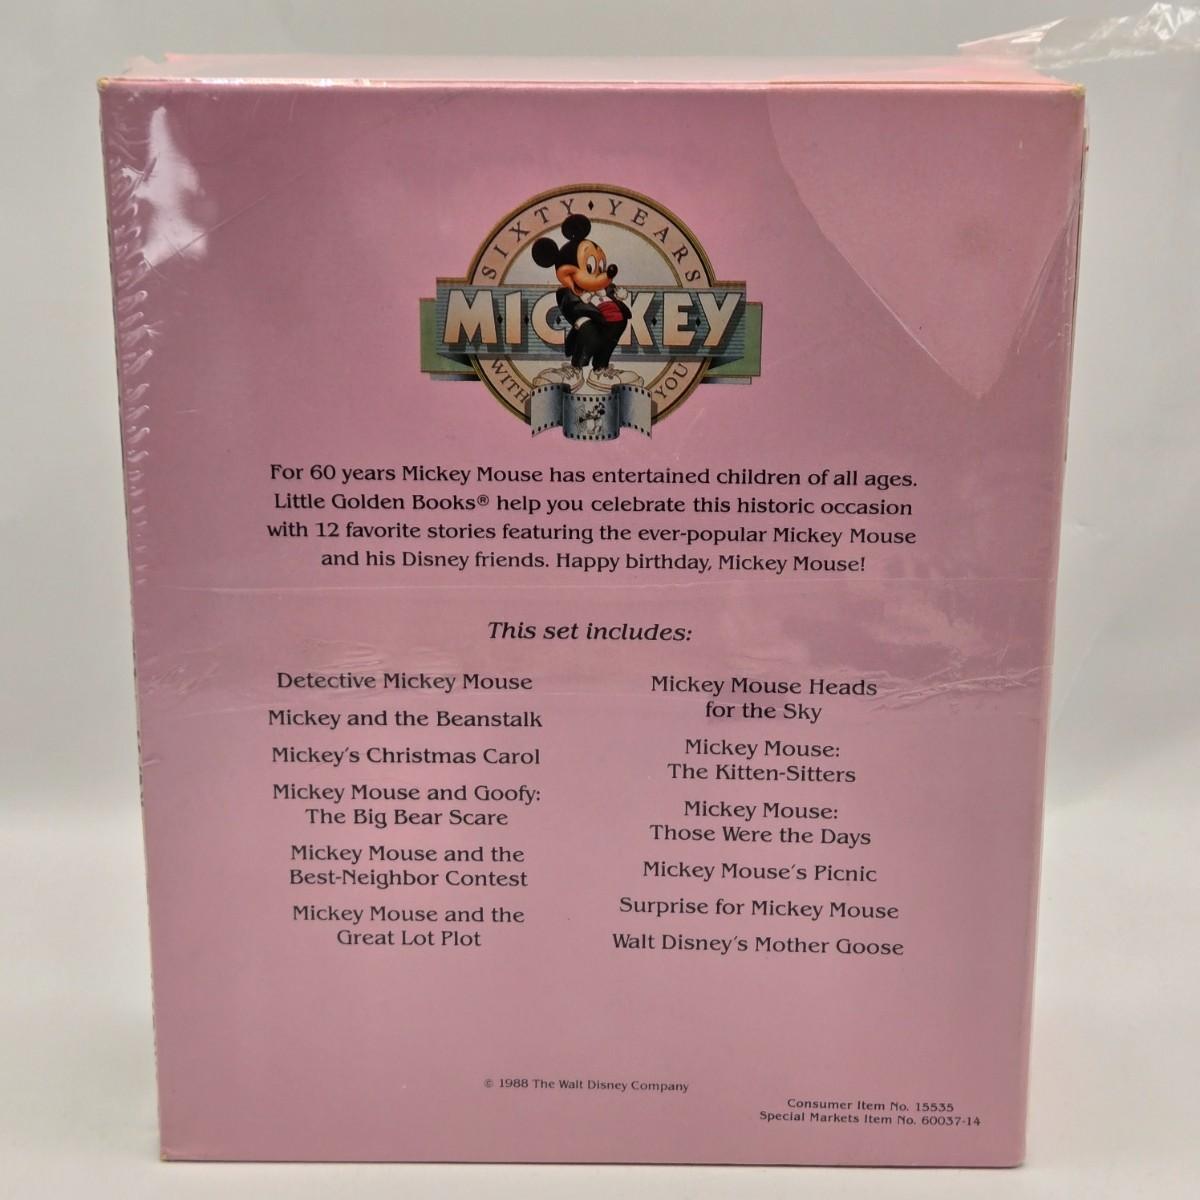 SIXTY • YEARS
MICKEY
WITH YOU
For 60 years Mickey Mouse has entertained children of all ages.
Little Golden Books® help you celebrate this historic occasion
with 12 favorite stories featuring the ever-popular Mickey Mouse
and his Disney friends. Happy birthday, Mickey Mouse!
This set includes:
Detective Mickey Mouse
Mickey and the Beanstalk
Mickey's Christmas Carol
Mickey Mouse and Goofy:
The Big Bear Scare
Mickey Mouse and the
Best-Neighbor Contest
Mickey Mouse and the
Great Lot Plot
Mickey Mouse Heads
for the Sky
Mickey Mouse:
The Kitten-Sitters
Mickey Mouse:
Those Were the Days
Mickey Mouse's Picnic
Surprise for Mickey Mouse
Walt Disney's Mother Goose
© 1988 The Walt Disney Company
Consumer Item No. 15535
Special Markets Item No. 60037-14